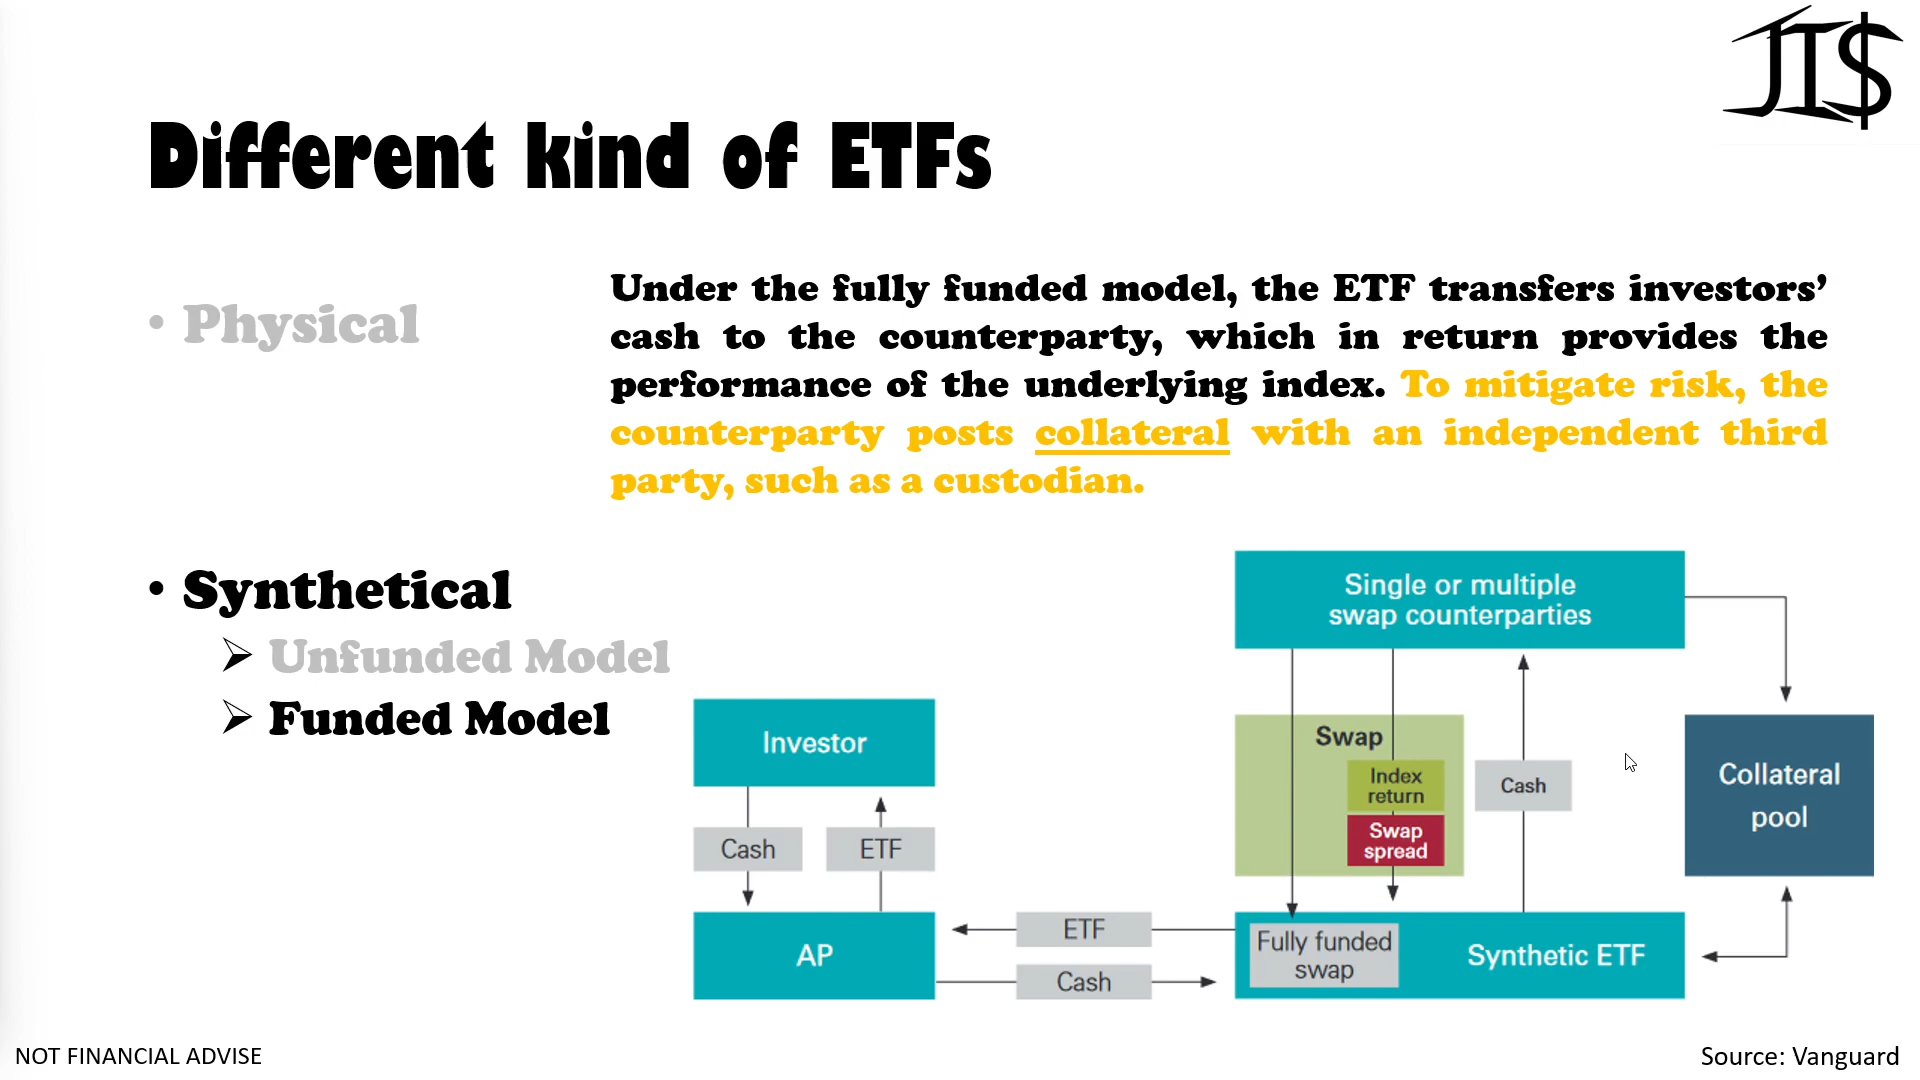 JI$
Different kind of ETFs
• Physical
Under the fully funded model, the ETF transfers investors’
cash to the counterparty, which in return provides the
performance of the underlying index. To mitigate risk, the
counterparty posts collateral with an independent third
party, such as a custodian.
• Synthetical
➢ Unfunded Model
➢ Funded Model
Single or multiple
swap counterparties
Investor
Swap
Index
return
Swap
spread
Cash
Collateral
pool
Cash
ETF
AP
ETF
Cash
Fully funded
swap
Synthetic ETF
NOT FINANCIAL ADVISE
Source: Vanguard